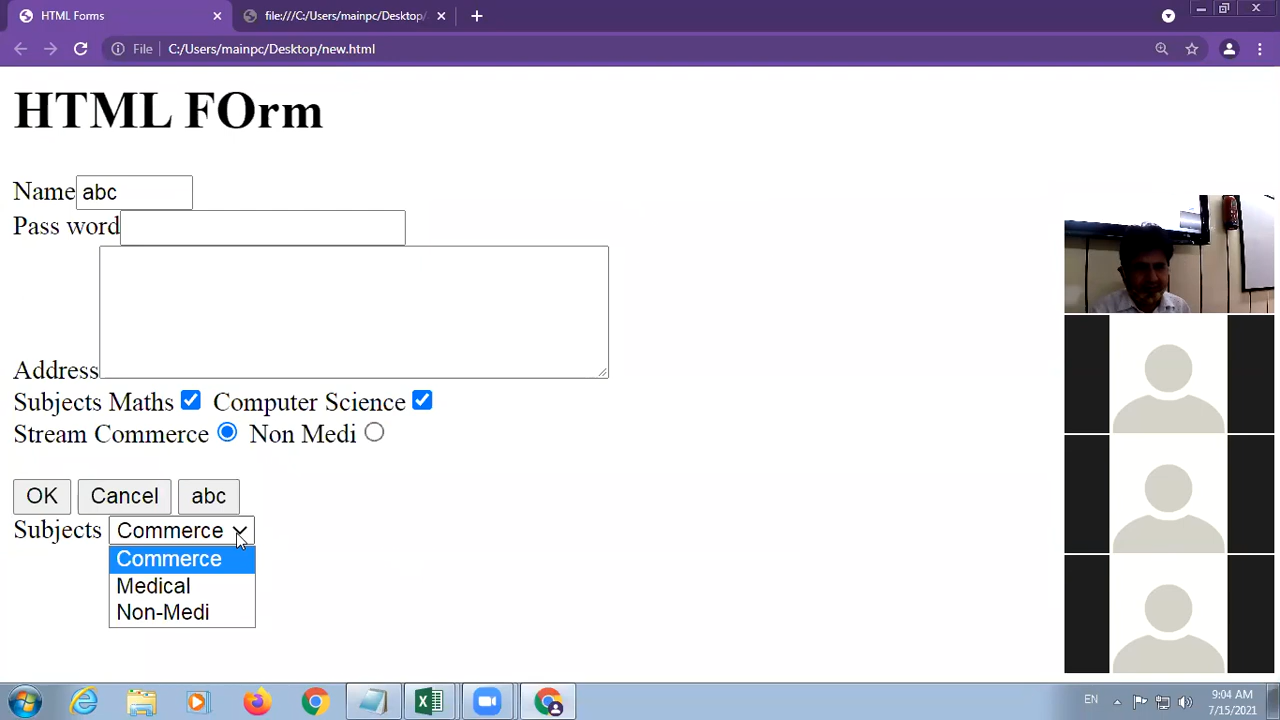 HTML Forms
file:///C:/Users/mainpc/Desktop/
File C:/Users/mainpc/Desktop/new.html
HTML FOrm
Name abc
Pass word
Address
Subjects Maths Computer Science
Stream Commerce Non Medi
OK Cancel abc
Subjects Commerce
Commerce
Medical
Non-Medi
EN
9:04 AM
7/15/2021